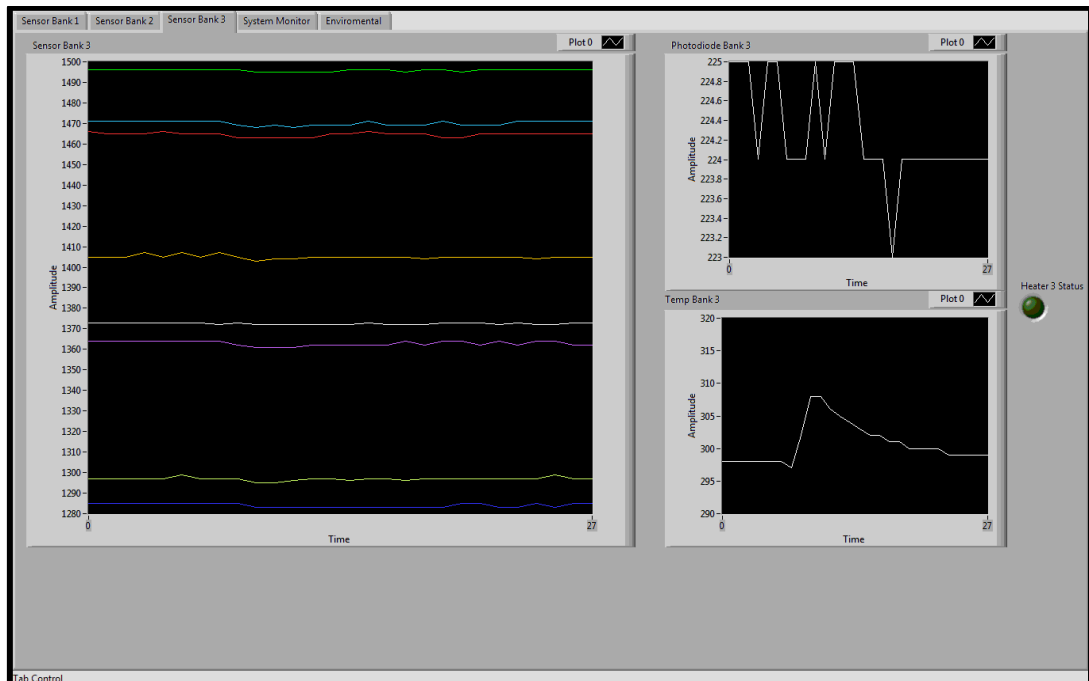 Sensor Bank 1 Sensor Bank 2 Sensor Bank 3 System Monitor Enviromental
Sensor Bank 3
Plot 0
1500
1490
1480
1470
1460
1450
1440
1430
1420
1410
1400
1390
1380
1370
1360
1350
1340
1330
1320
1310
1300
1290
1280
Amplitude
0 27
Time
Photodiode Bank 3
Plot 0
225
224.8
224.6
224.4
224.2
224
223.8
223.6
223.4
223.2
223
Amplitude
0 27
Time
Temp Bank 3
Plot 0
320
315
310
305
300
295
290
Amplitude
0 27
Time
Heater 3 Status
Tab Control